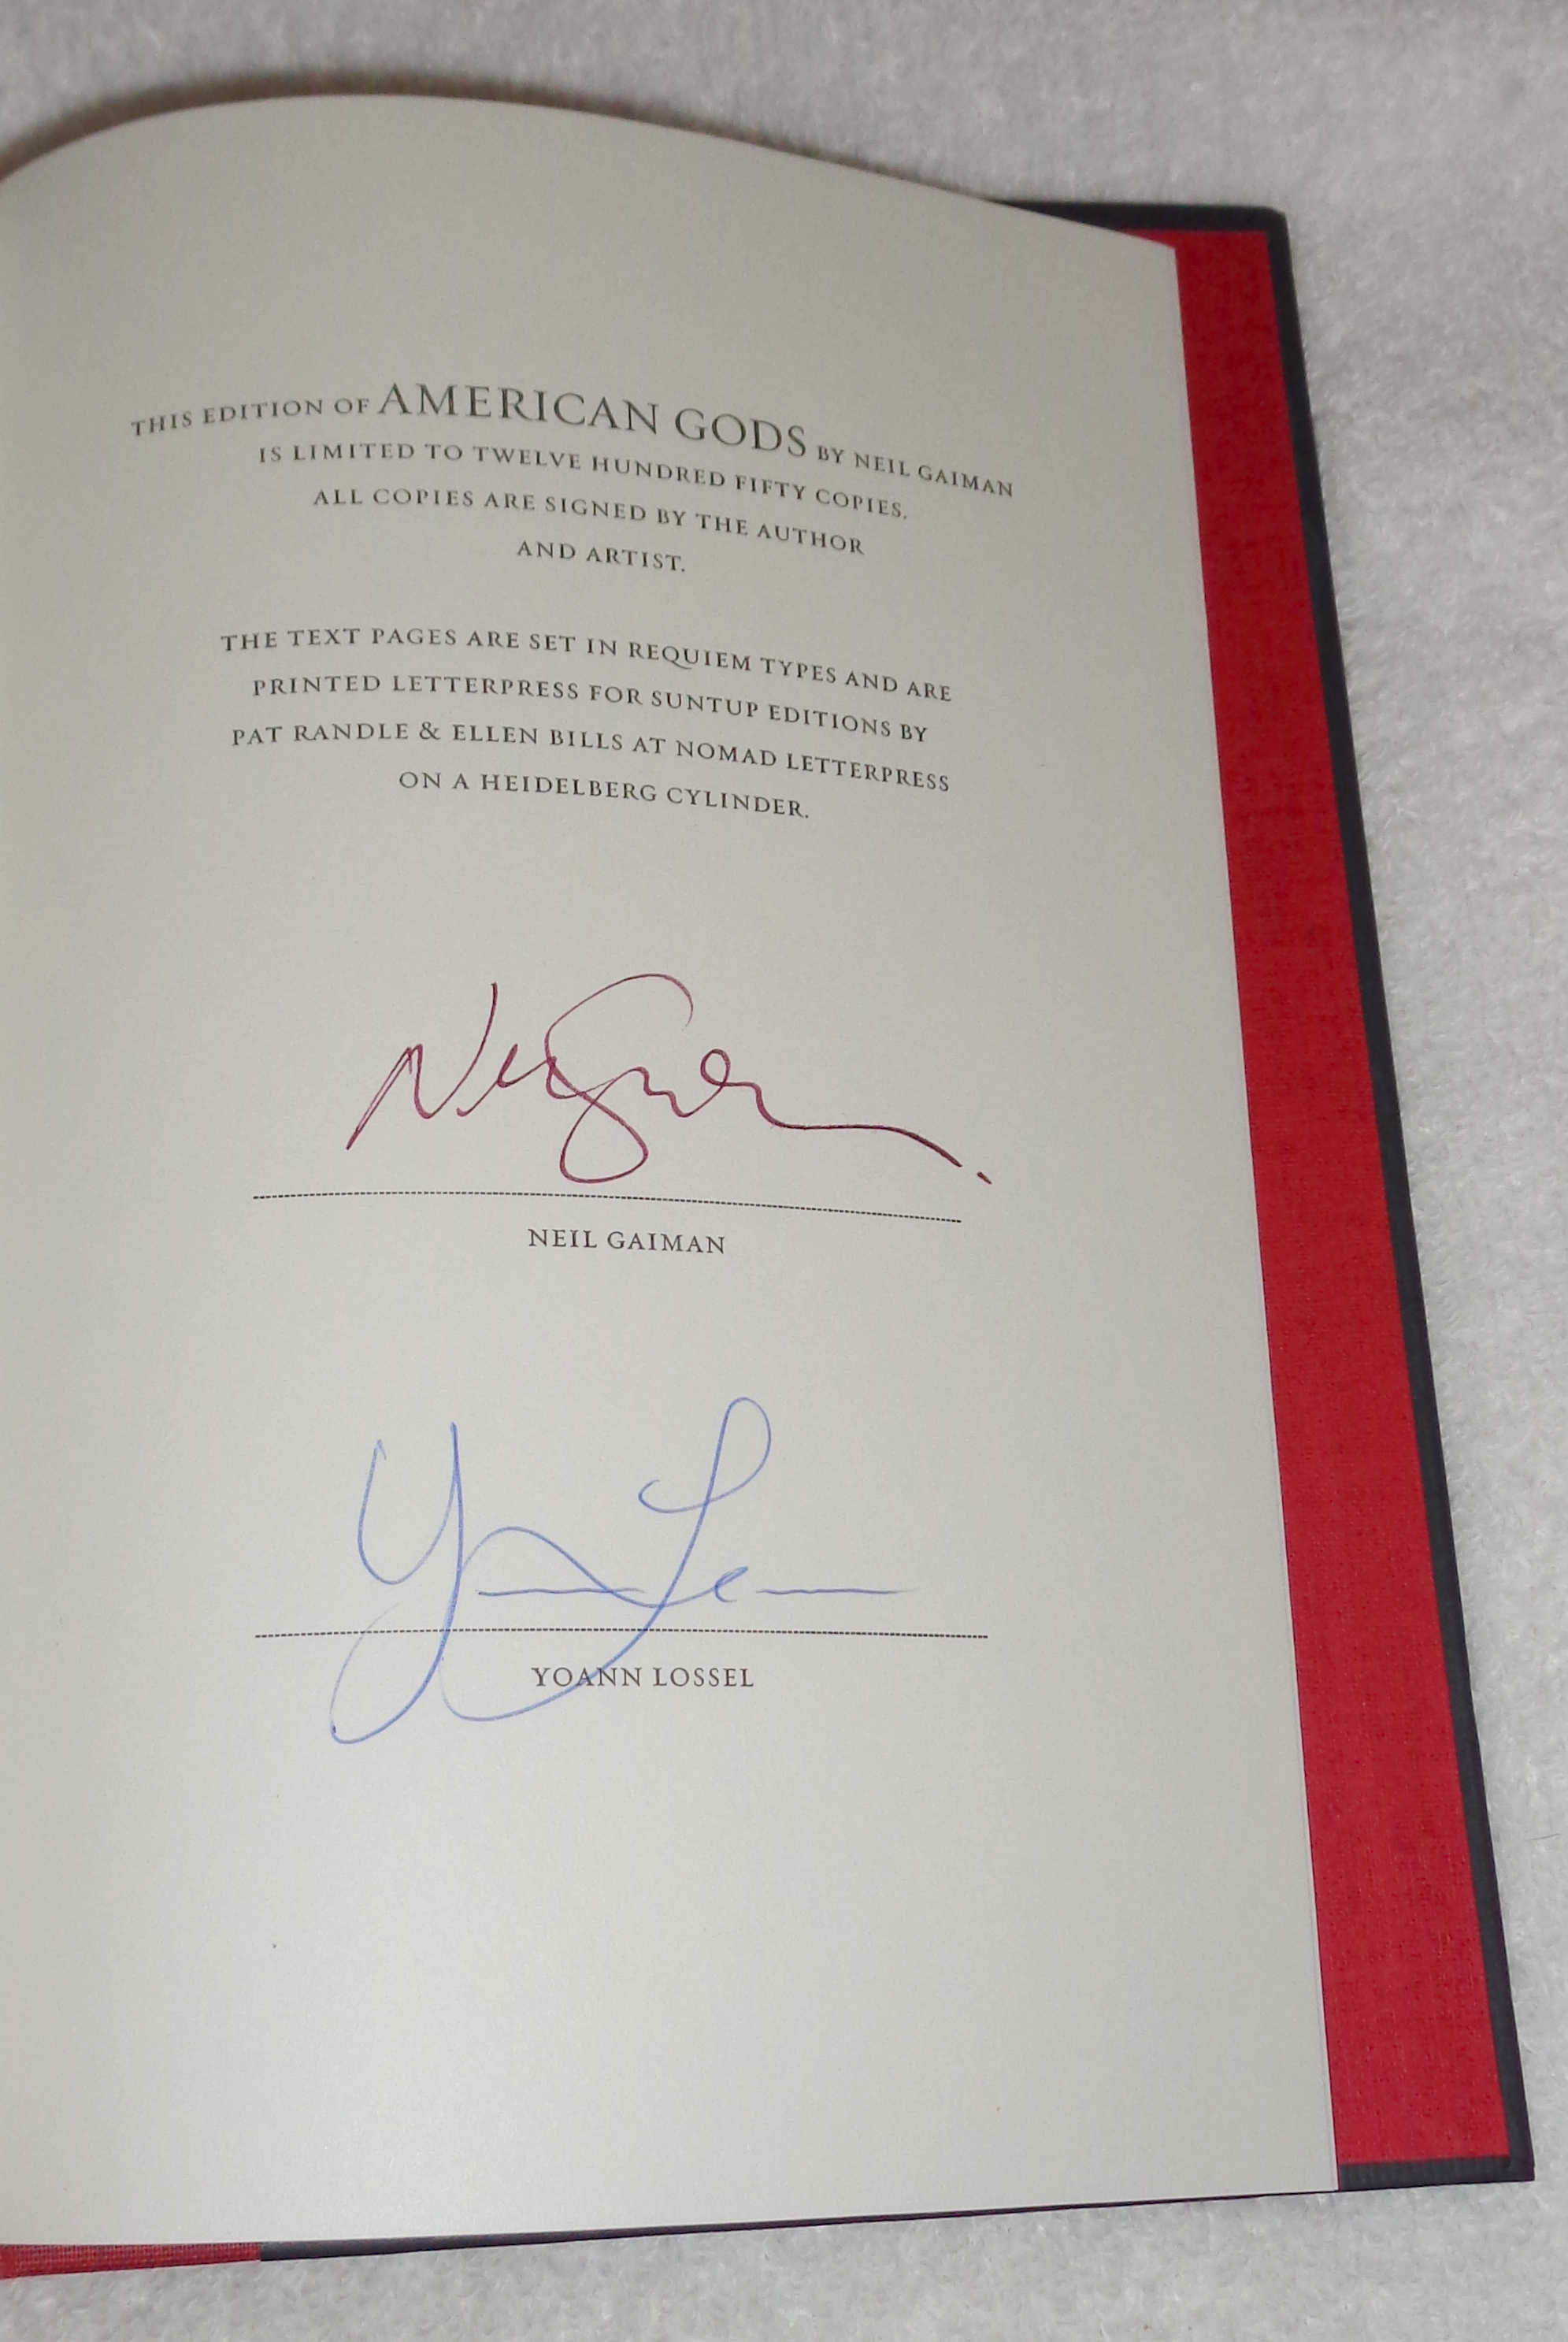 THIS EDITION OF AMERICAN GODS BY NEIL GAIMAN
IS LIMITED TO TWELVE HUNDRED FIFTY COPIES.
ALL COPIES ARE SIGNED BY THE AUTHOR
AND ARTIST.
THE TEXT PAGES ARE SET IN REQUIEM TYPES AND ARE
PRINTED LETTERPRESS FOR SUNTUP EDITIONS BY
PAT RANDLE & ELLEN BILLS AT NOMAD LETTERPRESS
ON A HEIDELBERG CYLINDER.
NEIL GAIMAN
YOANN LOSSEL